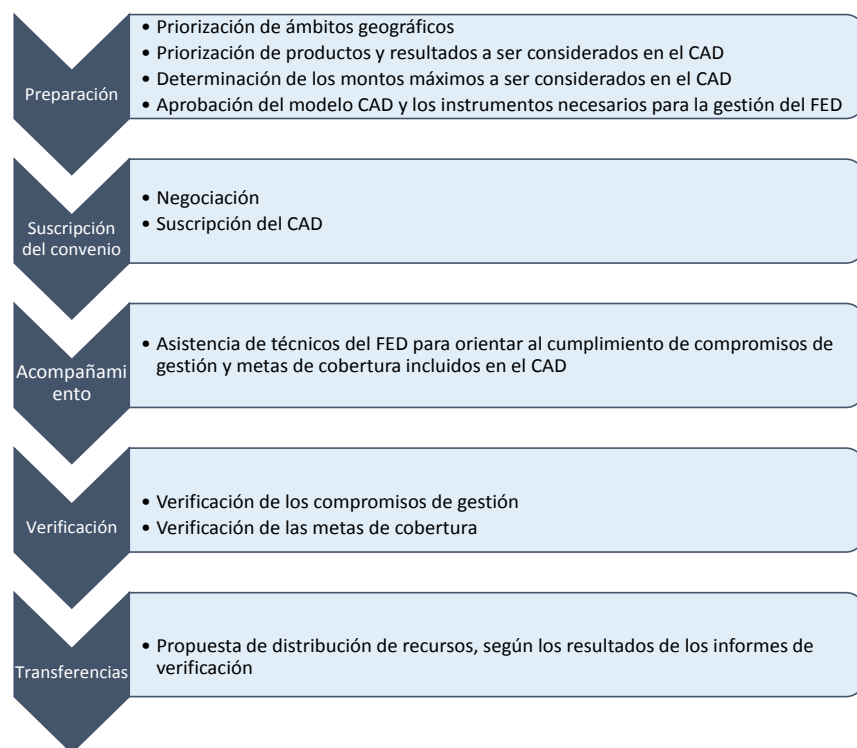 Preparación
• Priorización de ámbitos geográficos
• Priorización de productos y resultados a ser considerados en el CAD
• Determinación de los montos máximos a ser considerados en el CAD
• Aprobación del modelo CAD y los instrumentos necesarios para la gestión del FED
Suscripción
del convenio
• Negociación
• Suscripción del CAD
Acompañami
ento
• Asistencia de técnicos del FED para orientar al cumplimiento de compromisos de
gestión y metas de cobertura incluidos en el CAD
Verificación
• Verificación de los compromisos de gestión
• Verificación de las metas de cobertura
Transferencias
• Propuesta de distribución de recursos, según los resultados de los informes de
verificación